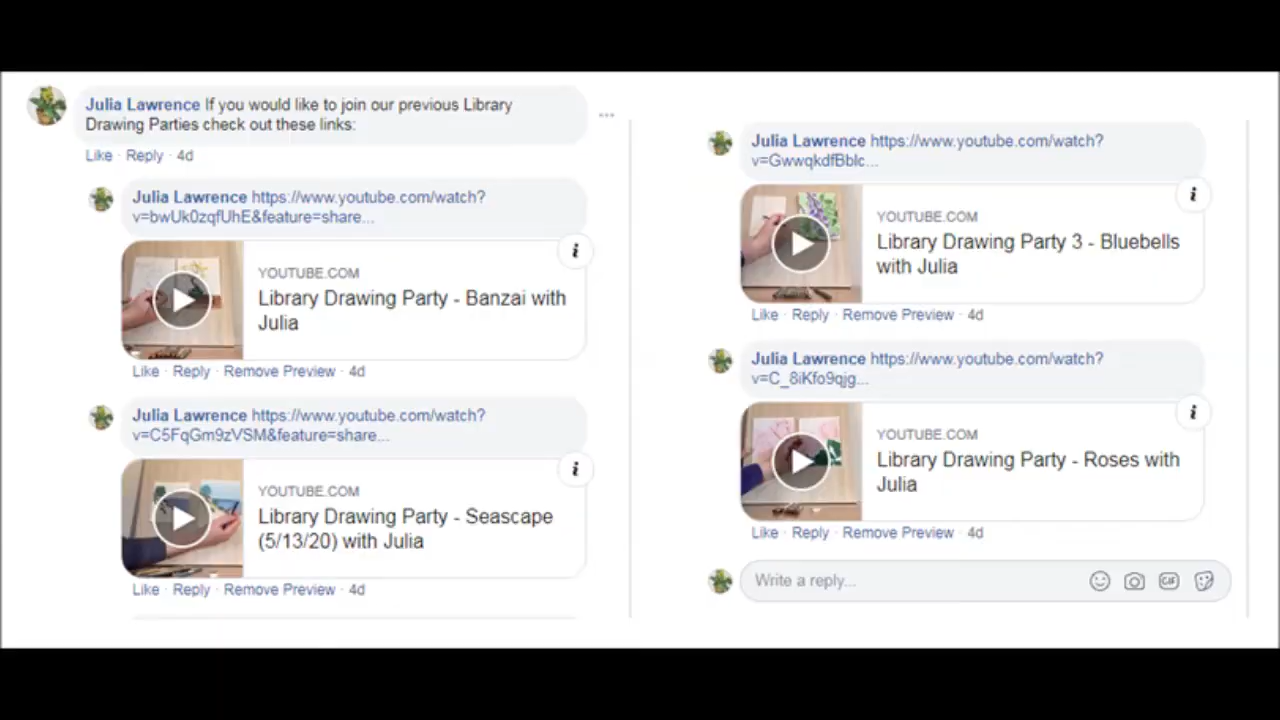 Julia Lawrence If you would like to join our previous Library
Drawing Parties check out these links:
Like · Reply · 4d
Julia Lawrence https://www.youtube.com/watch?
v=bwUk0zqfUhE&feature=share...
YOUTUBE.COM
Library Drawing Party - Banzai with
Julia
Like · Reply · Remove Preview · 4d
Julia Lawrence https://www.youtube.com/watch?
v=C5FqGm9zVSM&feature=share...
YOUTUBE.COM
Library Drawing Party - Seascape
(5/13/20) with Julia
Like · Reply · Remove Preview · 4d
Julia Lawrence https://www.youtube.com/watch?
v=GwwqkdfBblc...
YOUTUBE.COM
Library Drawing Party 3 - Bluebells
with Julia
Like · Reply · Remove Preview · 4d
Julia Lawrence https://www.youtube.com/watch?
v=C_8iKfo9qjg...
YOUTUBE.COM
Library Drawing Party - Roses with
Julia
Like · Reply · Remove Preview · 4d
Write a reply...
GIF